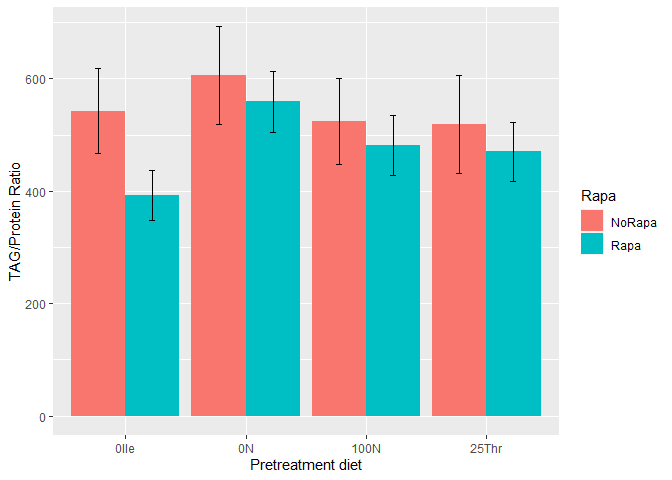 600
400
200
0
TAG/Protein Ratio
0Ile
0N
100N
25Thr
Pretreatment diet
Rapa
NoRapa
Rapa